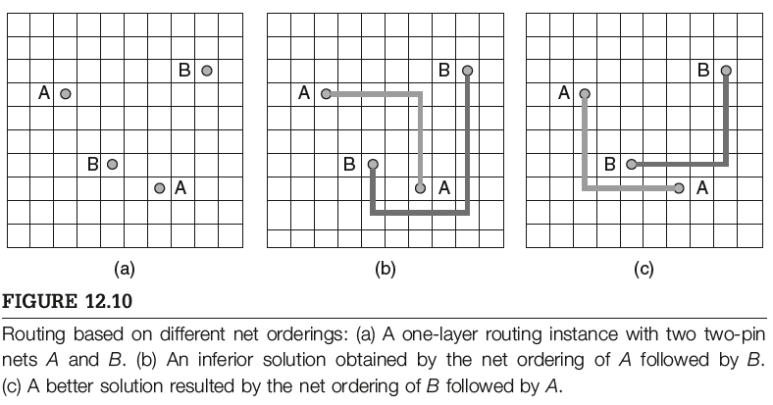 B
A
B
A
(a)
B
A
B
A
(b)
B
A
B
A
(c)
FIGURE 12.10
Routing based on different net orderings: (a) A one-layer routing instance with two two-pin
nets A and B. (b) An inferior solution obtained by the net ordering of A followed by B.
(c) A better solution resulted by the net ordering of B followed by A.